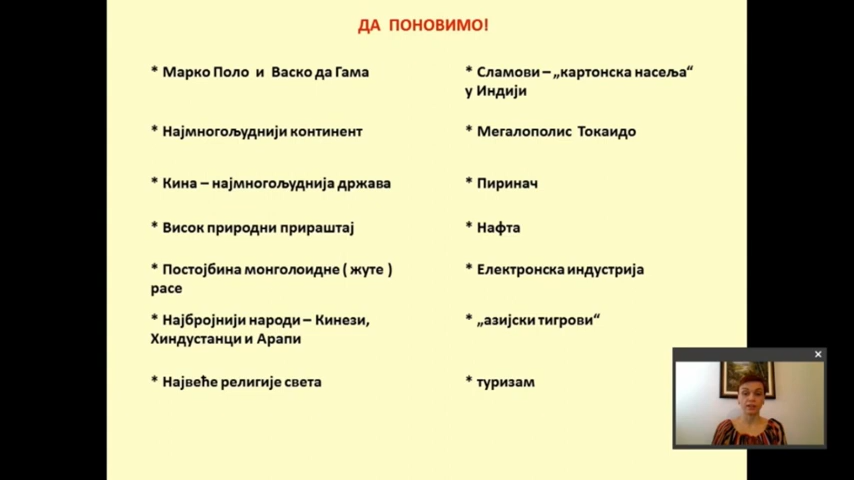 ДА ПОНОВИМО!
* Марко Поло и Васко да Гама
* Најмногољуднији континент
* Кина – најмногољуднија држава
* Висок природни прираштај
* Постојбина монголоидне ( жуте )
расе
* Најбројнији народи – Кинези,
Хиндустанци и Арапи
* Највеће религије света
* Сламови – „картонска насеља“
у Индији
* Мегалополис Токаидо
* Пиринач
* Нафта
* Електронска индустрија
* „азијски тигрови“
* туризам